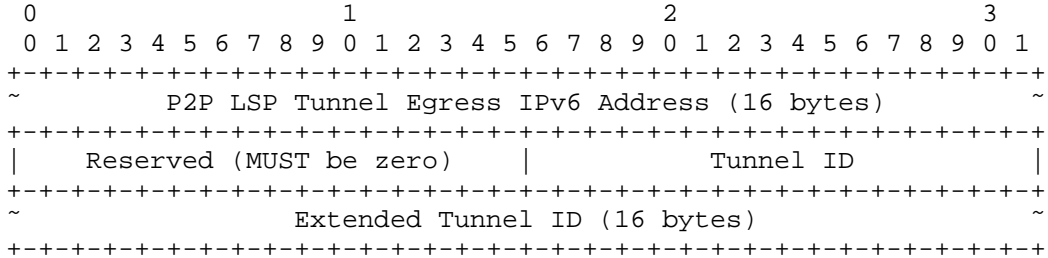 0                   1                   2                   3
 0 1 2 3 4 5 6 7 8 9 0 1 2 3 4 5 6 7 8 9 0 1 2 3 4 5 6 7 8 9 0 1
+-+-+-+-+-+-+-+-+-+-+-+-+-+-+-+-+-+-+-+-+-+-+-+-+-+-+-+-+-+-+-+-+
~         P2P LSP Tunnel Egress IPv6 Address (16 bytes)         ~
+-+-+-+-+-+-+-+-+-+-+-+-+-+-+-+-+-+-+-+-+-+-+-+-+-+-+-+-+-+-+-+-+
|    Reserved (MUST be zero)    |           Tunnel ID           |
+-+-+-+-+-+-+-+-+-+-+-+-+-+-+-+-+-+-+-+-+-+-+-+-+-+-+-+-+-+-+-+-+
~                 Extended Tunnel ID (16 bytes)                 ~
+-+-+-+-+-+-+-+-+-+-+-+-+-+-+-+-+-+-+-+-+-+-+-+-+-+-+-+-+-+-+-+-+